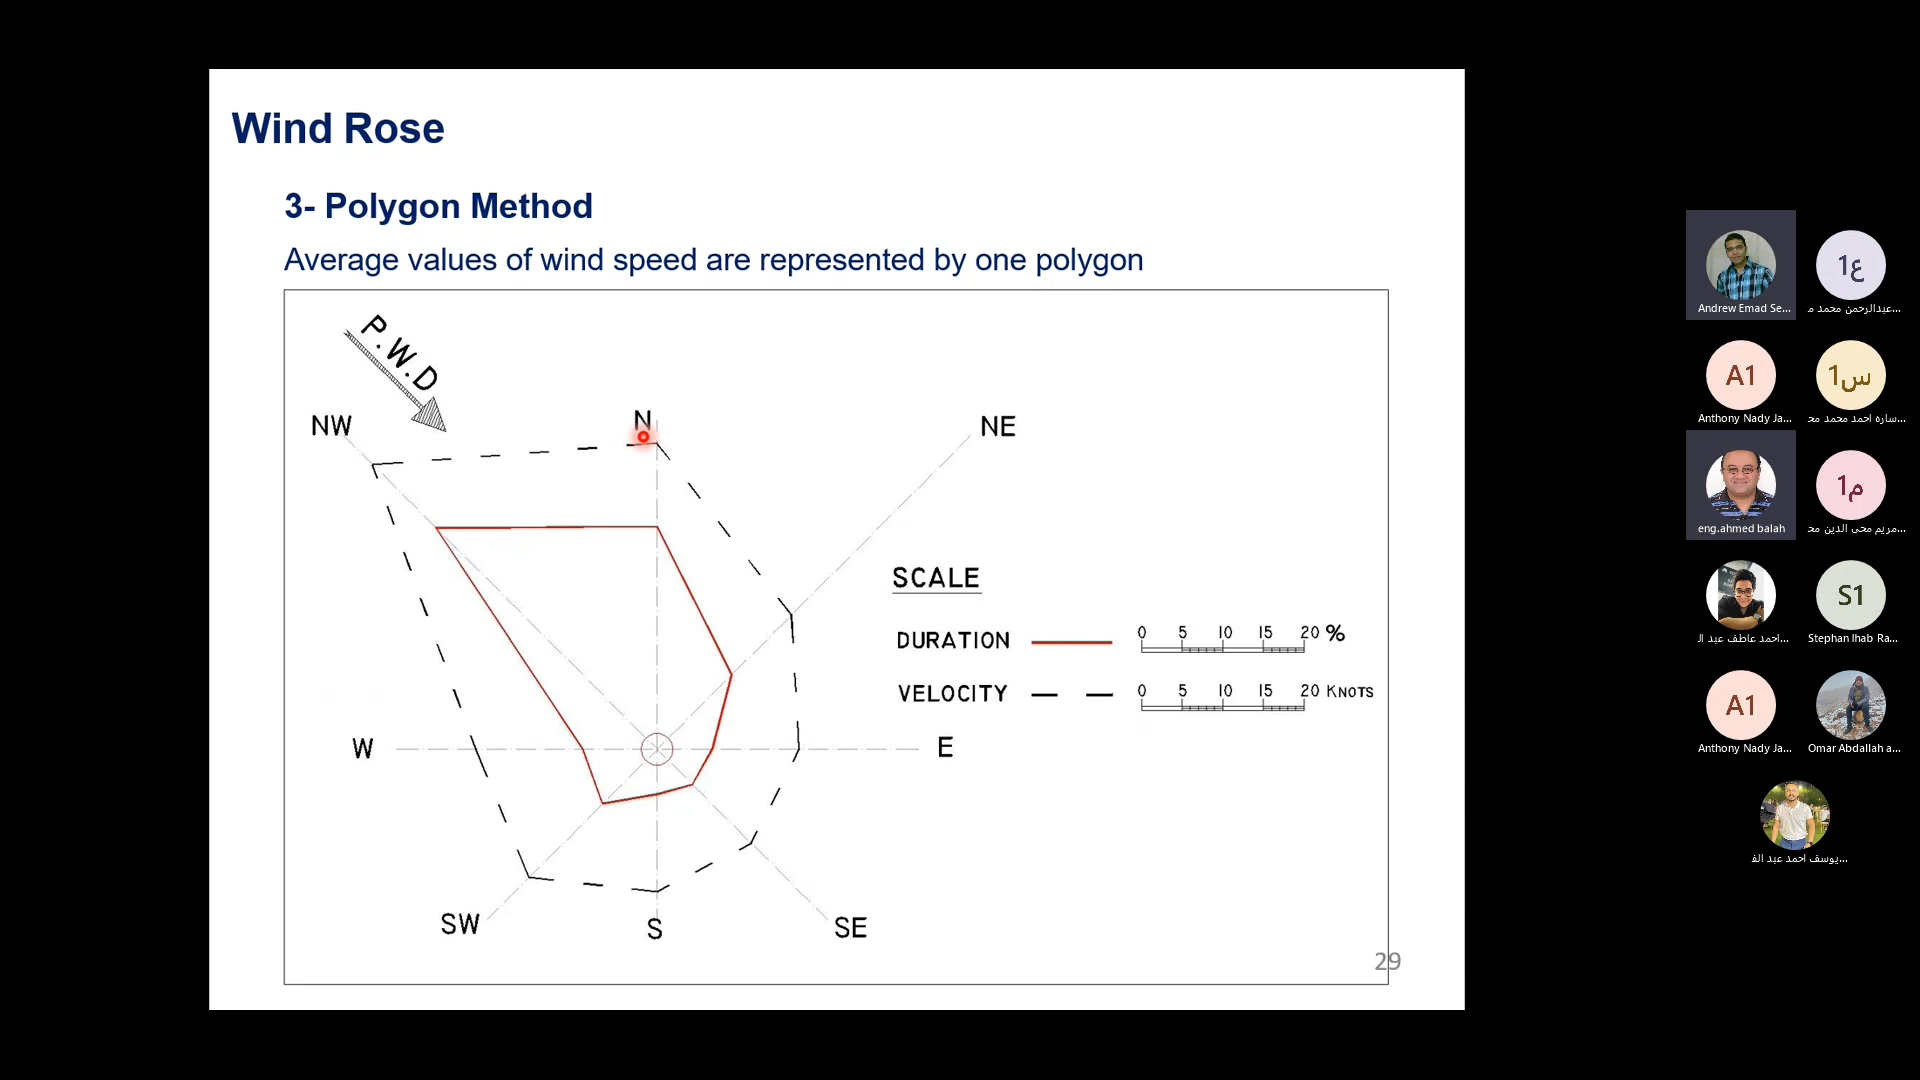 Wind Rose
3- Polygon Method
Average values of wind speed are represented by one polygon
P.W.D
NW
N
NE
W
E
SW
S
SE
SCALE
DURATION
0 5 10 15 20 %
VELOCITY
0 5 10 15 20 KNOTS
29
ع1
Andrew Emad Se...
عبدالرحمن محمد م...
A1
س1
Anthony Nady Ja...
ساره احمد محمد مح...
م1
eng.ahmed balah
مريم محى الدين مح...
S1
احمد عاطف عبد ال...
Stephan Ihab Ra...
A1
Anthony Nady Ja...
Omar Abdallah a...
يوسف احمد عبد الف...